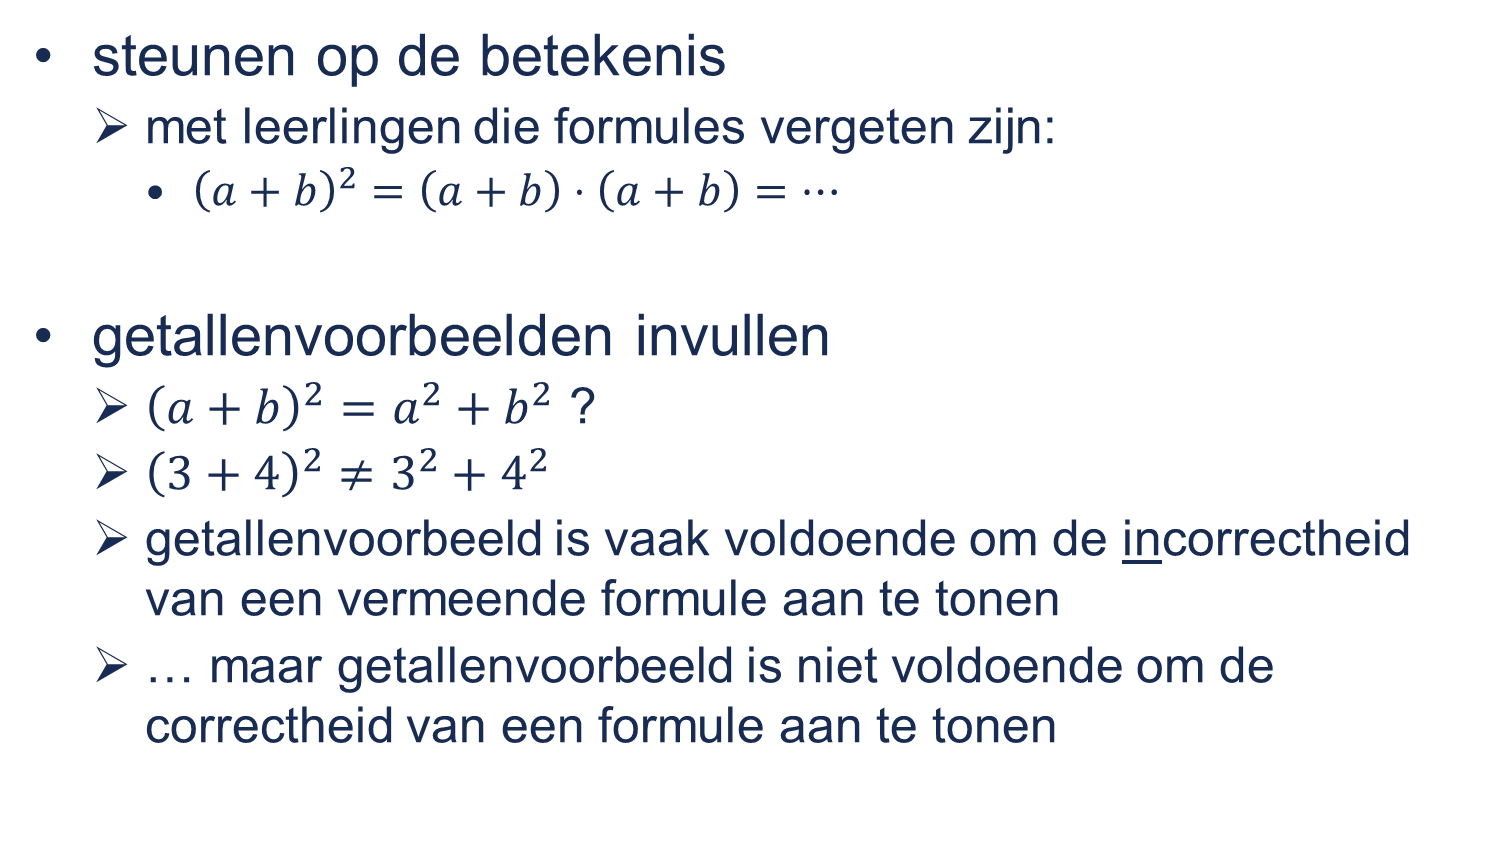 • steunen op de betekenis
➢ met leerlingen die formules vergeten zijn:
• (a + b)² = (a + b) · (a + b) = ⋯
• getallenvoorbeelden invullen
➢ (a + b)² = a² + b² ?
➢ (3 + 4)² ≠ 3² + 4²
➢ getallenvoorbeeld is vaak voldoende om de incorrectheid
van een vermeende formule aan te tonen
➢ … maar getallenvoorbeeld is niet voldoende om de
correctheid van een formule aan te tonen